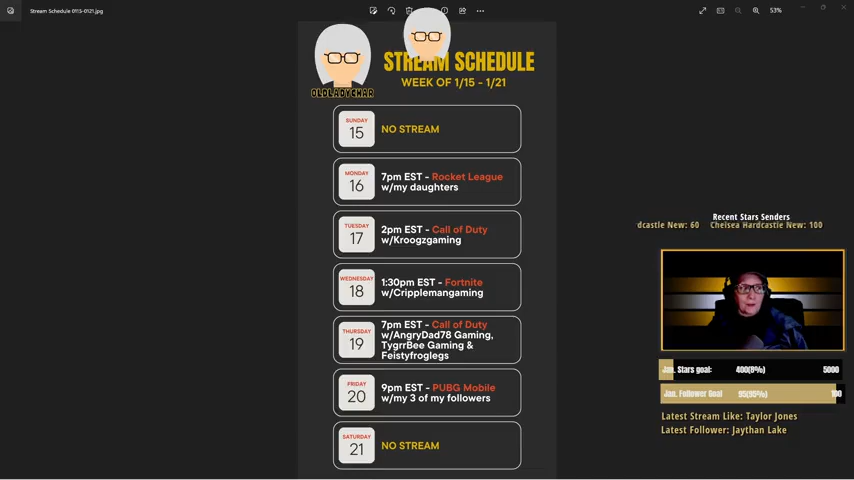 Stream Schedule 0115-0121.jpg
53%
STREAM SCHEDULE
WEEK OF 1/15 - 1/21
OLDLADYCHAR
SUNDAY
15
NO STREAM
MONDAY
16
7pm EST - Rocket League
w/my daughters
TUESDAY
17
2pm EST - Call of Duty
w/Kroogzgaming
WEDNESDAY
18
1:30pm EST - Fortnite
w/Cripplemangaming
THURSDAY
19
7pm EST - Call of Duty
w/AngryDad78 Gaming,
TygrrBee Gaming &
Feistyfroglegs
FRIDAY
20
9pm EST - PUBG Mobile
w/my 3 of my followers
SATURDAY
21
NO STREAM
Recent Stars Senders
rdcastle New: 60 Chelsea Hardcastle New: 100
Jan. Stars goal: 400(8%) 5000
Jan. Follower Goal 95(95%) 100
Latest Stream Like: Taylor Jones
Latest Follower: Jaythan Lake